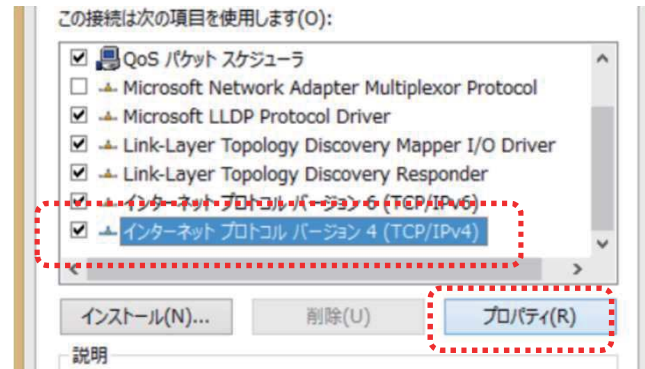 この接続は次の項目を使用します(O):
QoS パケット スケジューラ
Microsoft Network Adapter Multiplexor Protocol
Microsoft LLDP Protocol Driver
Link-Layer Topology Discovery Mapper I/O Driver
Link-Layer Topology Discovery Responder
インターネット プロトコル バージョン 6 (TCP/IPv6)
インターネット プロトコル バージョン 4 (TCP/IPv4)
インストール(N)... 削除(U) プロパティ(R)
説明